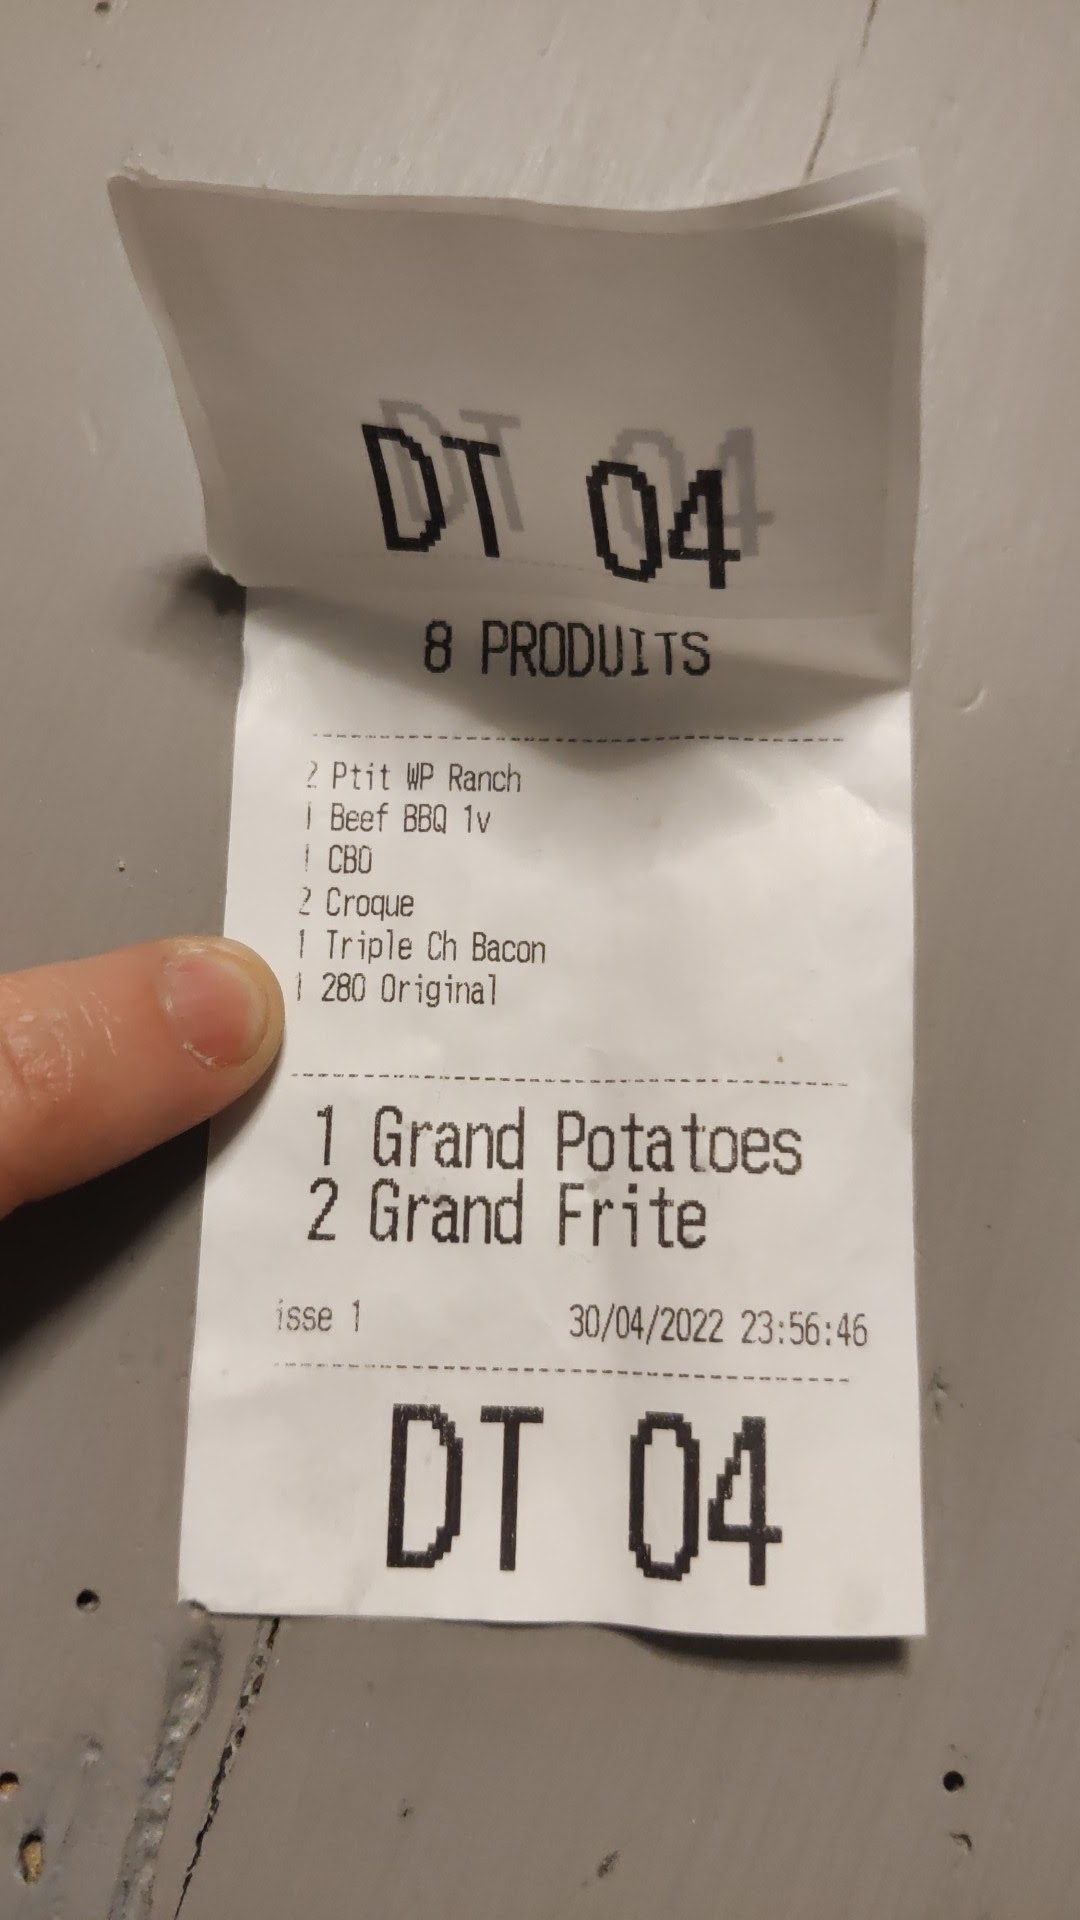 DT 04
8 PRODUITS
2 Ptit WP Ranch
1 Beef BBQ 1v
1 CBO
2 Croque
1 Triple Ch Bacon
1 280 Original
1 Grand Potatoes
2 Grand Frite
isse 1 30/04/2022 23:56:46
DT 04